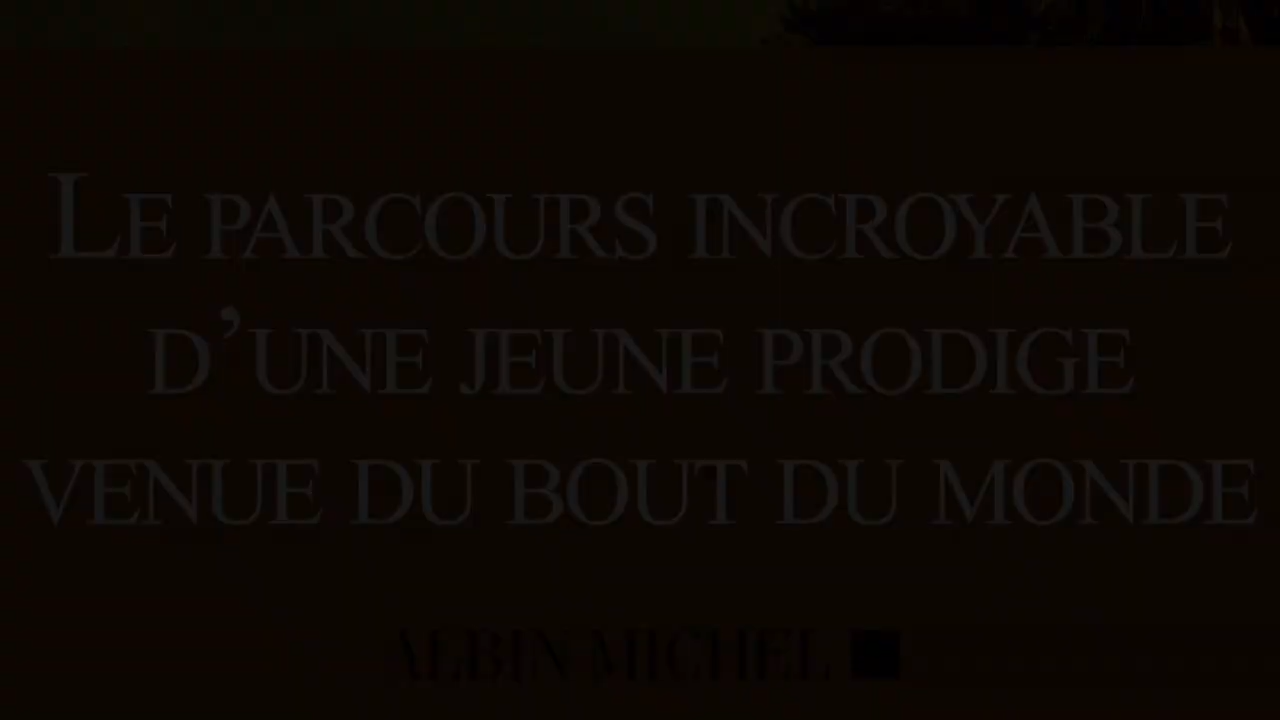 LE PARCOURS INCROYABLE
D'UNE JEUNE PRODIGE
VENUE DU BOUT DU MONDE
ALBIN MICHEL